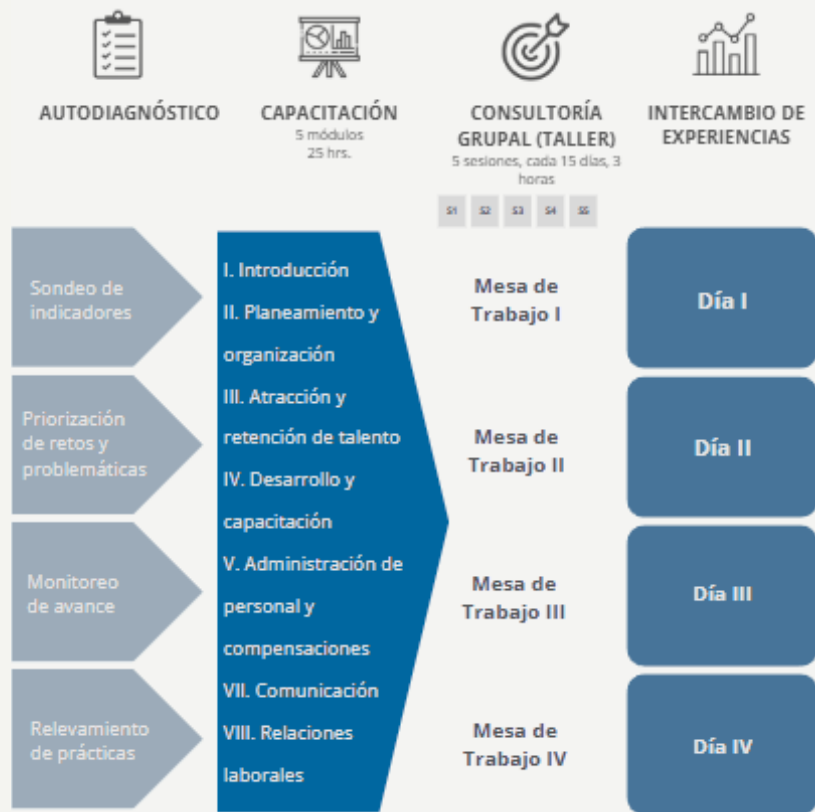 AUTODIAGNÓSTICO
CAPACITACIÓN
5 módulos
25 hrs.
CONSULTORÍA
GRUPAL (TALLER)
5 sesiones, cada 15 días, 3
horas
S1 S2 S3 S4 S5
INTERCAMBIO DE
EXPERIENCIAS
Sondeo de
indicadores
Priorización
de retos y
problemáticas
Monitoreo
de avance
Relevamiento
de prácticas
I. Introducción
II. Planeamiento y
organización
III. Atracción y
retención de talento
IV. Desarrollo y
capacitación
V. Administración de
personal y
compensaciones
VII. Comunicación
VIII. Relaciones
laborales
Mesa de
Trabajo I
Mesa de
Trabajo II
Mesa de
Trabajo III
Mesa de
Trabajo IV
Día I
Día II
Día III
Día IV